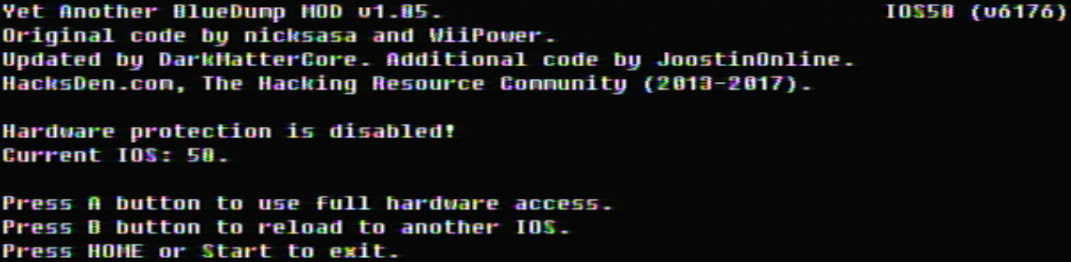 Yet Another BlueDump MOD v1.85. IOS58 (v6176)
Original code by nicksasa and WiiPower.
Updated by DarkMatterCore. Additional code by JoostinOnline.
HacksDen.com, The Hacking Resource Community (2013-2017).
Hardware protection is disabled!
Current IOS: 58.
Press A button to use full hardware access.
Press B button to reload to another IOS.
Press HOME or Start to exit.